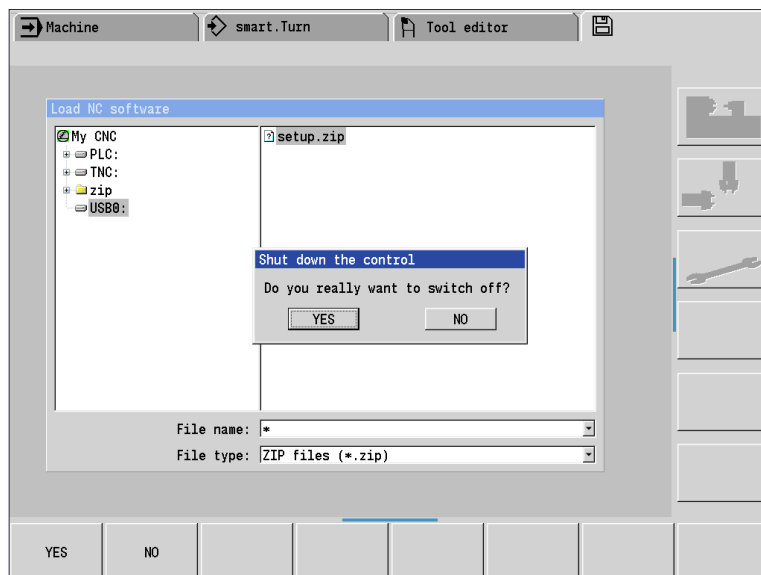 Machine smart.Turn Tool editor
Load NC software
My CNC
PLC:
TNC:
zip
USB0:
setup.zip
Shut down the control
Do you really want to switch off?
YES NO
File name: *
File type: ZIP files (*.zip)
YES NO